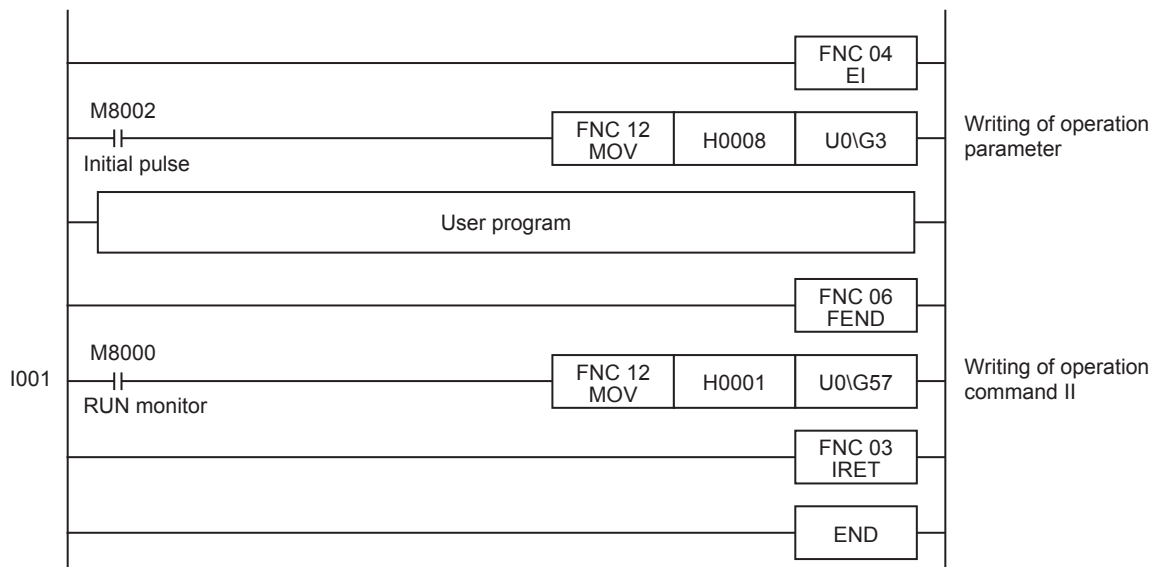 FNC 04
EI
M8002
Initial pulse
FNC 12
MOV
H0008
U0\G3
Writing of operation
parameter
User program
FNC 06
FEND
I001
M8000
RUN monitor
FNC 12
MOV
H0001
U0\G57
Writing of operation
command II
FNC 03
IRET
END